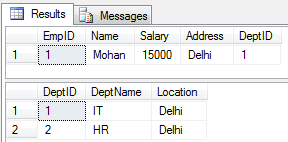 Results Messages
EmpID Name Salary Address DeptID
1 1 Mohan 15000 Delhi 1
DeptID DeptName Location
1 1 IT Delhi
2 2 HR Delhi